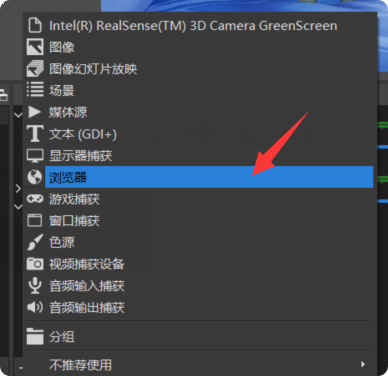 Intel(R) RealSense(TM) 3D Camera GreenScreen
图像
图像幻灯片放映
场景
媒体源
文本 (GDI+)
显示器捕获
浏览器
游戏捕获
窗口捕获
色源
视频捕获设备
音频输入捕获
音频输出捕获
分组
不推荐使用